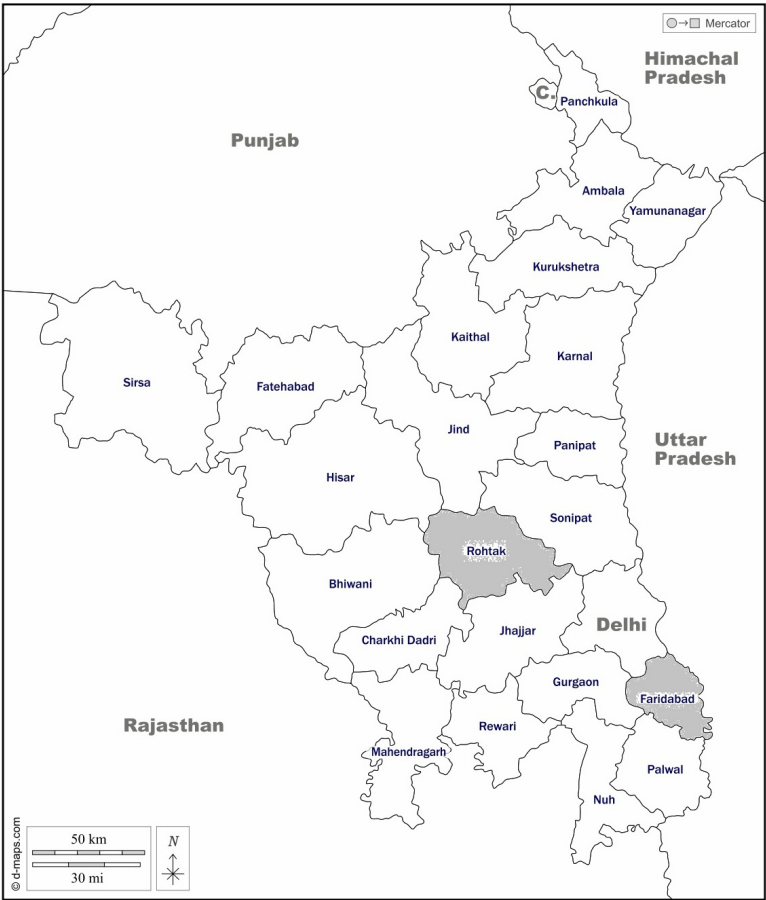 Mercator
Himachal
Pradesh
C.
Panchkula
Punjab
Ambala
Yamunanagar
Kurukshetra
Kaithal
Karnal
Sirsa
Fatehabad
Jind
Panipat
Uttar
Pradesh
Hisar
Sonipat
Rohtak
Bhiwani
Delhi
Jhajjar
Charkhi Dadri
Gurgaon
Faridabad
Rajasthan
Rewari
Mahendragarh
Palwal
Nuh
© d-maps.com
50 km
30 mi
N